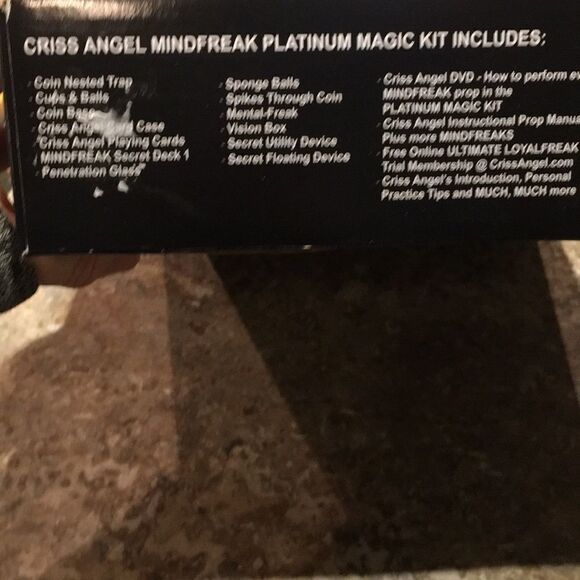 CRISS ANGEL MINDFREAK PLATINUM MAGIC KIT INCLUDES:
- Coin Nested Trap
- Cups & Balls
- Coin Base
- Criss Angel Card Case
- Criss Angel Playing Cards
- MINDFREAK Secret Deck 1
- Penetration Glass
- Sponge Balls
- Spikes Through Coin
- Mental-Freak
- Vision Box
- Secret Utility Device
- Secret Floating Device
- Criss Angel DVD - How to perform
MINDFREAK prop in the
PLATINUM MAGIC KIT
- Criss Angel Instructional Prop
Plus more MINDFREAKS
- Free Online ULTIMATE LOYALFREAK
Trial Membership @ CrissAngel.com
- Criss Angel's Introduction, Personal
Practice Tips and MUCH, MUCH more